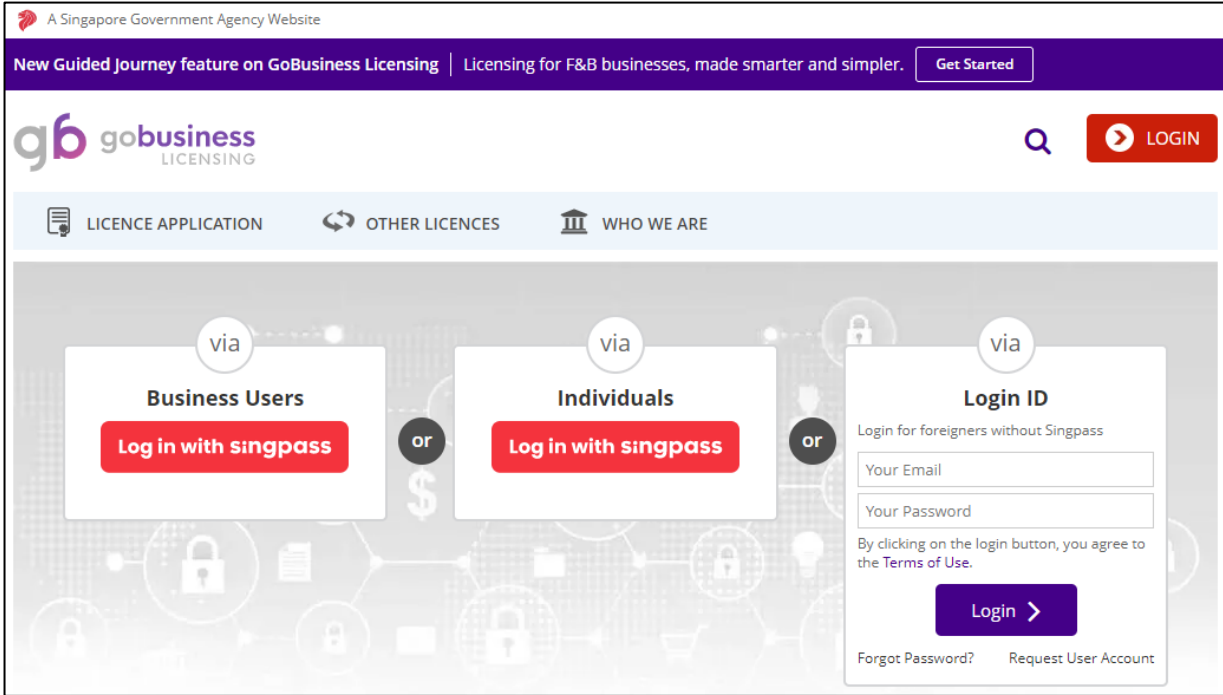 A Singapore Government Agency Website
New Guided Journey feature on GoBusiness Licensing | Licensing for F&B businesses, made smarter and simpler. Get Started
gb gobusiness
LICENSING
LOGIN
LICENCE APPLICATION OTHER LICENCES WHO WE ARE
via
Business Users
Log in with singpass
or
via
Individuals
Log in with singpass
or
via
Login ID
Login for foreigners without Singpass
Your Email
Your Password
By clicking on the login button, you agree to
the Terms of Use.
Login
Forgot Password? Request User Account